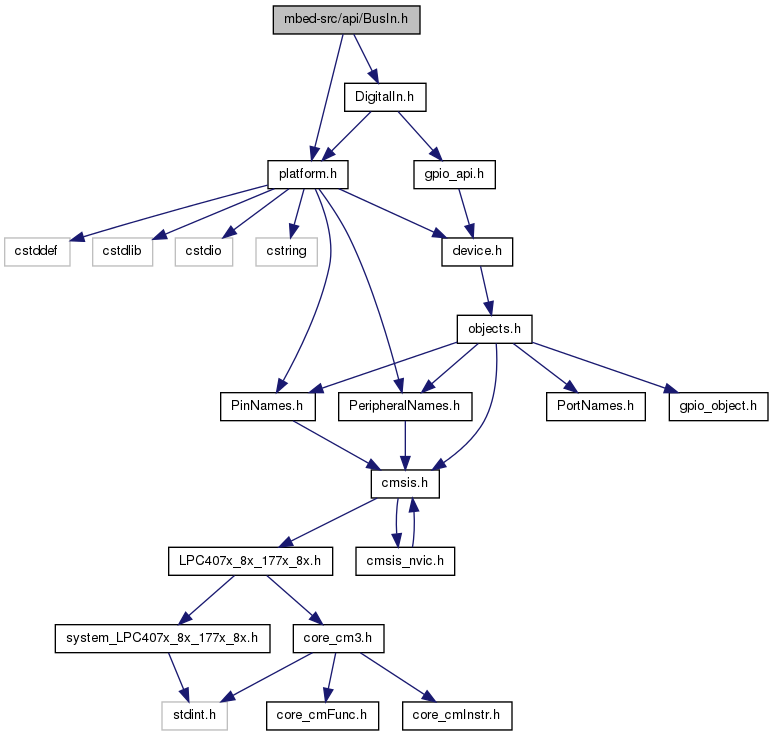 mbed-src/api/BusIn.h
DigitalIn.h
platform.h
gpio_api.h
cstddef
cstdlib
cstdio
cstring
device.h
objects.h
PinNames.h
PeripheralNames.h
PortNames.h
gpio_object.h
cmsis.h
LPC407x_8x_177x_8x.h
cmsis_nvic.h
system_LPC407x_8x_177x_8x.h
core_cm3.h
stdint.h
core_cmFunc.h
core_cmInstr.h